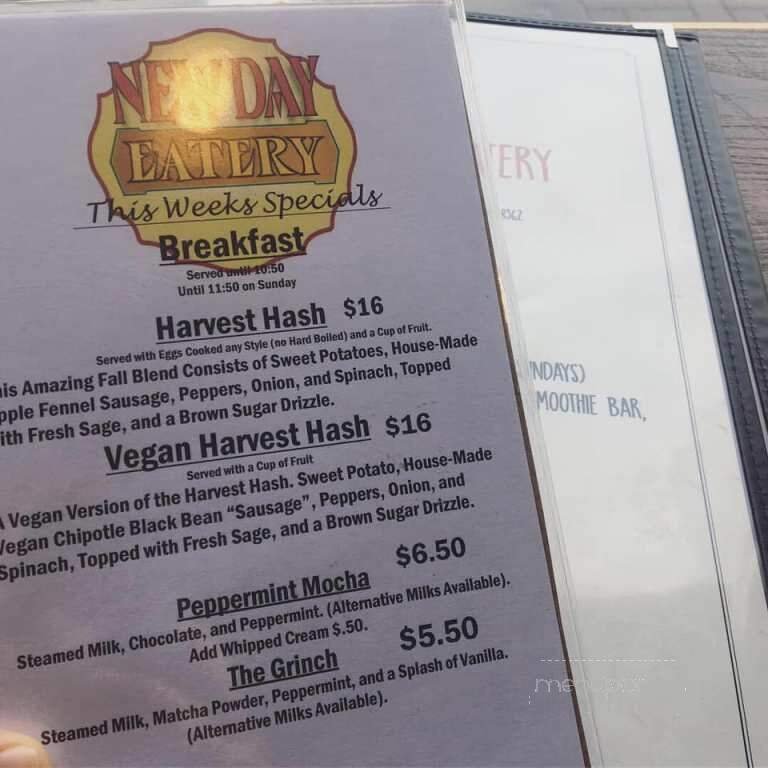 NEW DAY
EATERY
This Weeks Specials
Breakfast
Served until 10:50
Until 11:50 on Sunday
Harvest Hash $16
Served with Eggs Cooked any Style (no Hard Boiled) and a Cup of Fruit.
his Amazing Fall Blend Consists of Sweet Potatoes, House-Made
pple Fennel Sausage, Peppers, Onion, and Spinach, Topped
ith Fresh Sage, and a Brown Sugar Drizzle.
Vegan Harvest Hash $16
Served with a Cup of Fruit
A Vegan Version of the Harvest Hash. Sweet Potato, House-Made
Vegan Chipotle Black Bean “Sausage”, Peppers, Onion, and
Spinach, Topped with Fresh Sage, and a Brown Sugar Drizzle.
Peppermint Mocha $6.50
Steamed Milk, Chocolate, and Peppermint. (Alternative Milks Available).
Add Whipped Cream $.50.
The Grinch $5.50
Steamed Milk, Matcha Powder, Peppermint, and a Splash of Vanilla.
(Alternative Milks Available).
TERY
8562
NDAYS)
MOOTHIE BAR,